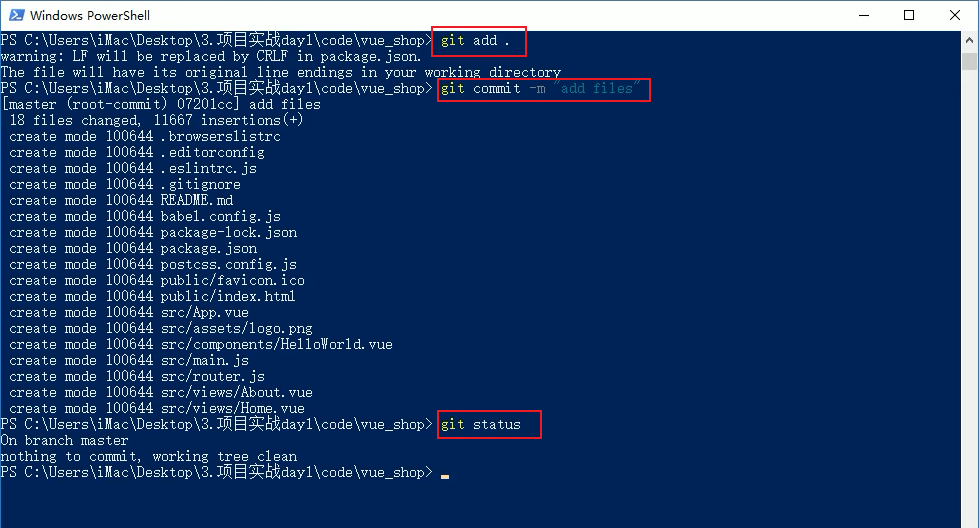 Windows PowerShell
PS C:\Users\iMac\Desktop\3.项目实战day1\code\vue_shop> git add .
warning: LF will be replaced by CRLF in package.json.
The file will have its original line endings in your working directory
PS C:\Users\iMac\Desktop\3.项目实战day1\code\vue_shop> git commit -m "add files"
[master (root-commit) 07201cc] add files
 18 files changed, 11667 insertions(+)
 create mode 100644 .browserslistrc
 create mode 100644 .editorconfig
 create mode 100644 .eslintrc.js
 create mode 100644 .gitignore
 create mode 100644 README.md
 create mode 100644 babel.config.js
 create mode 100644 package-lock.json
 create mode 100644 package.json
 create mode 100644 postcss.config.js
 create mode 100644 public/favicon.ico
 create mode 100644 public/index.html
 create mode 100644 src/App.vue
 create mode 100644 src/assets/logo.png
 create mode 100644 src/components/HelloWorld.vue
 create mode 100644 src/main.js
 create mode 100644 src/router.js
 create mode 100644 src/views/About.vue
 create mode 100644 src/views/Home.vue
PS C:\Users\iMac\Desktop\3.项目实战day1\code\vue_shop> git status
On branch master
nothing to commit, working tree clean
PS C:\Users\iMac\Desktop\3.项目实战day1\code\vue_shop>